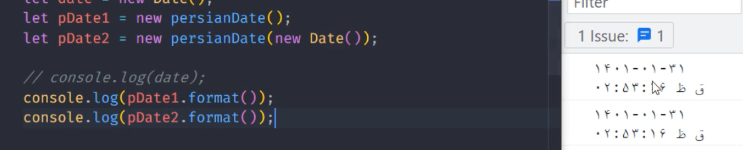 let date = new Date();
let pDate1 = new persianDate();
let pDate2 = new persianDate(new Date());
// console.log(date);
console.log(pDate1.format());
console.log(pDate2.format());
Filter
1 Issue: 1
۱۴۰۱-۰۱-۳۱
۰۲:۵۳:۱۶ ق ظ
۱۴۰۱-۰۱-۳۱
۰۲:۵۳:۱۶ ق ظ